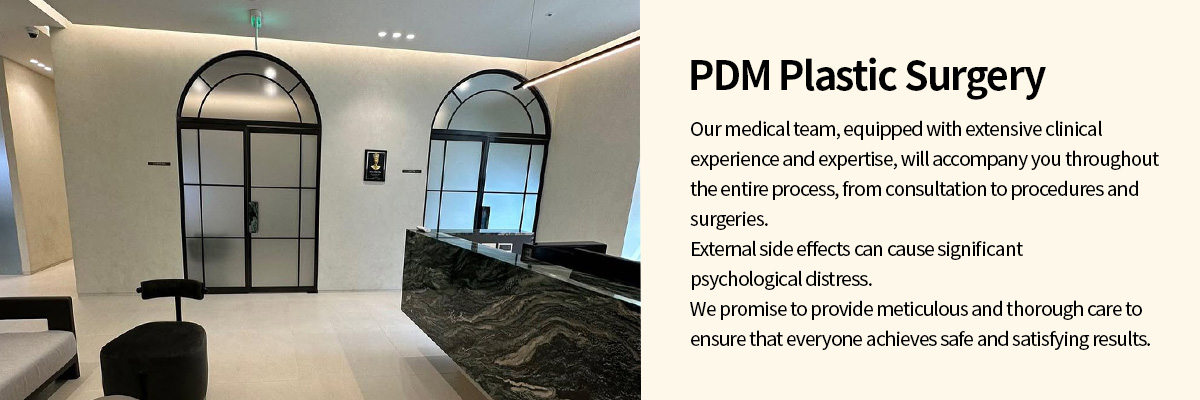 PDM Plastic Surgery
Our medical team, equipped with extensive clinical
experience and expertise, will accompany you throughout
the entire process, from consultation to procedures and
surgeries.
External side effects can cause significant
psychological distress.
We promise to provide meticulous and thorough care to
ensure that everyone achieves safe and satisfying results.